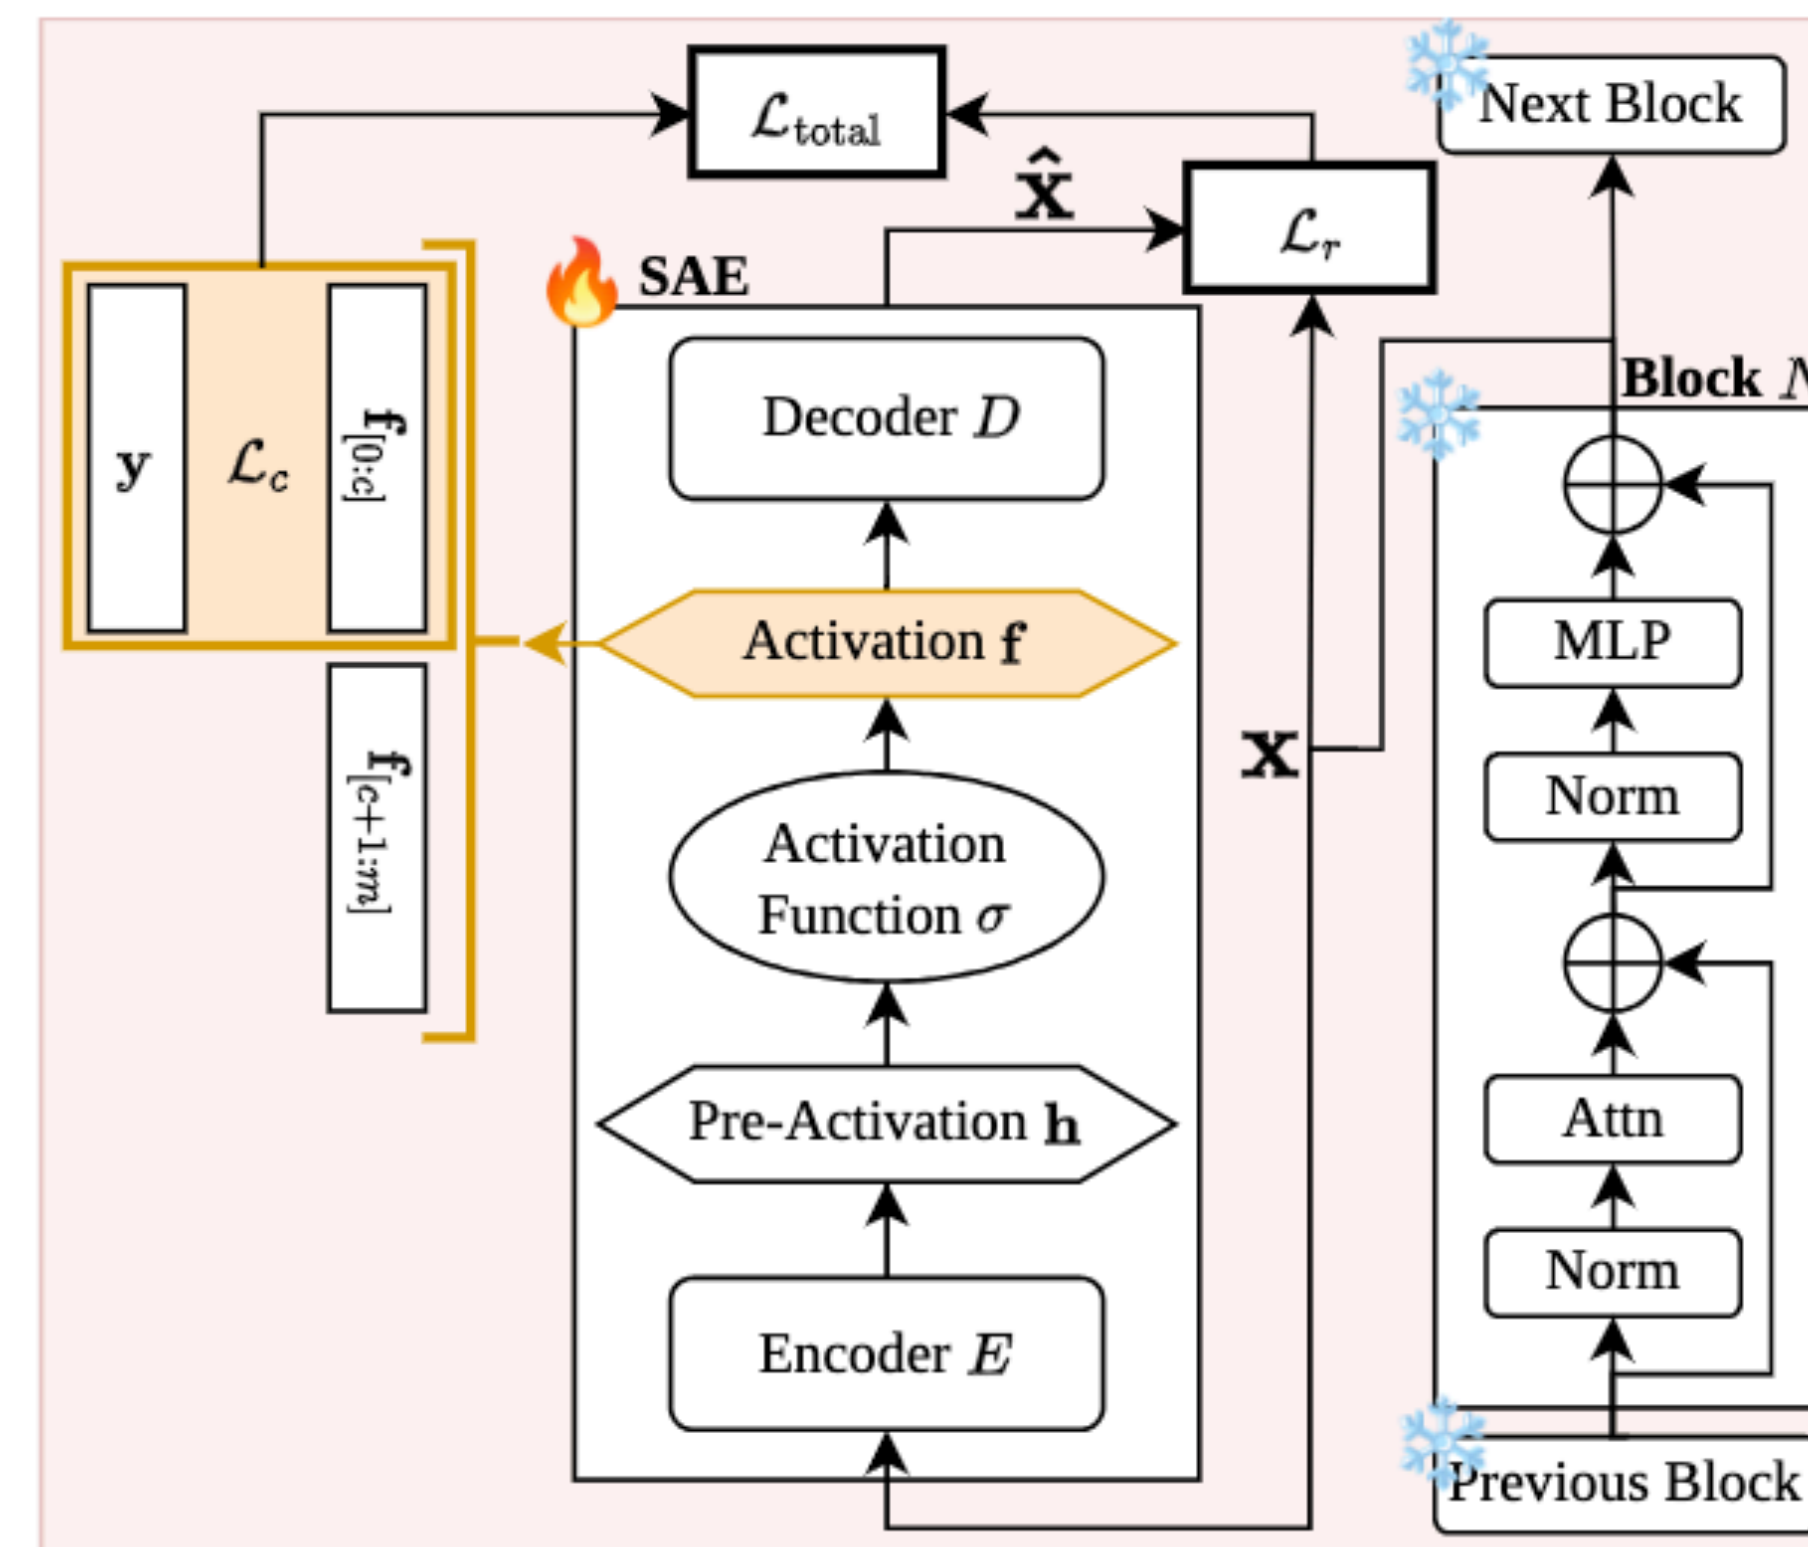 ℒ_total
Next Block
x̂
ℒ_r
SAE
Block N
y
ℒ_c
f_[0:c]
Decoder D
Activation f
MLP
f_[c+1:m]
x
Norm
Activation
Function σ
Pre-Activation h
Attn
Norm
Encoder E
Previous Block